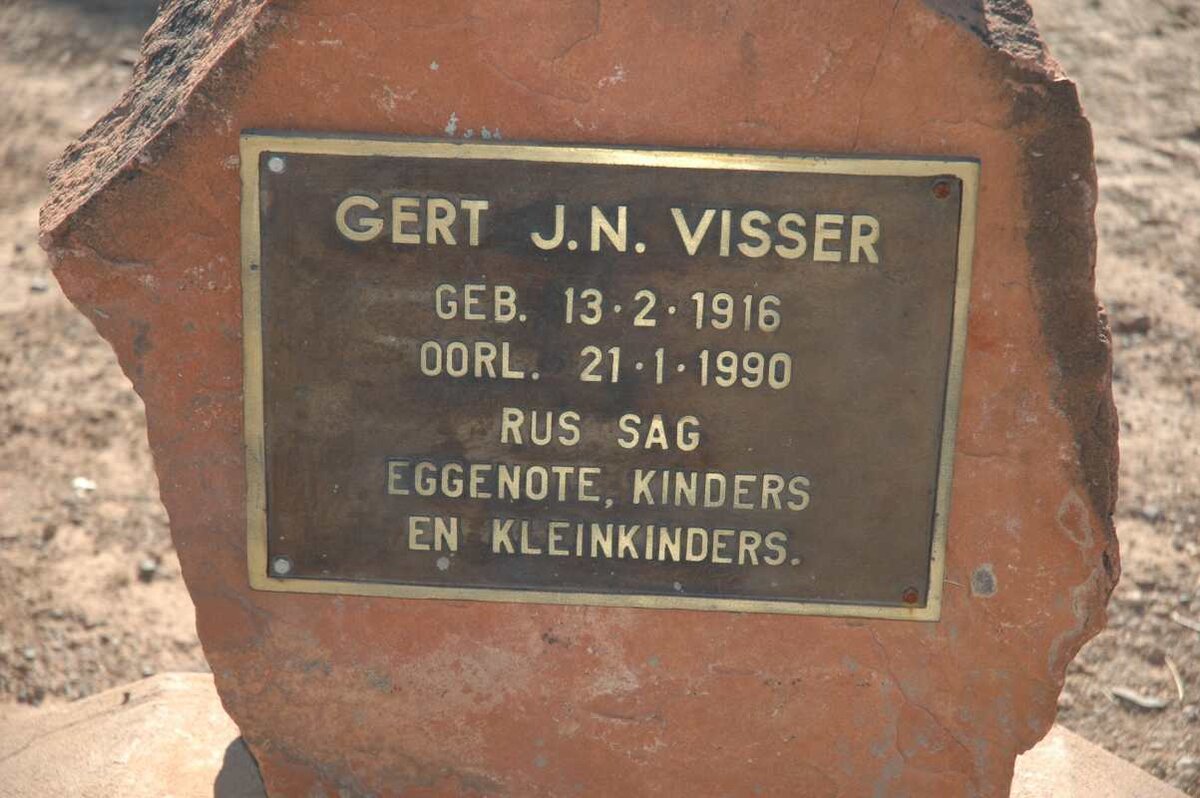 GERT J.N. VISSER
GEB. 13·2·1916
OORL. 21·1·1990
RUS SAG
EGGENOTE, KINDERS
EN KLEINKINDERS.